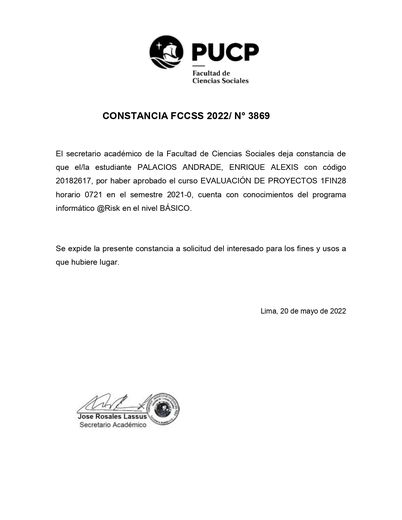 PUCP
Facultad de
Ciencias Sociales
CONSTANCIA FCCSS 2022/ N° 3869
El secretario académico de la Facultad de Ciencias Sociales deja constancia de
que el/la estudiante PALACIOS ANDRADE, ENRIQUE ALEXIS con código
20182617, por haber aprobado el curso EVALUACIÓN DE PROYECTOS 1FIN28
horario 0721 en el semestre 2021-0, cuenta con conocimientos del programa
informático @Risk en el nivel BÁSICO.
Se expide la presente constancia a solicitud del interesado para los fines y usos a
que hubiere lugar.
Lima, 20 de mayo de 2022
Jose Rosales Lassus
Secretario Académico